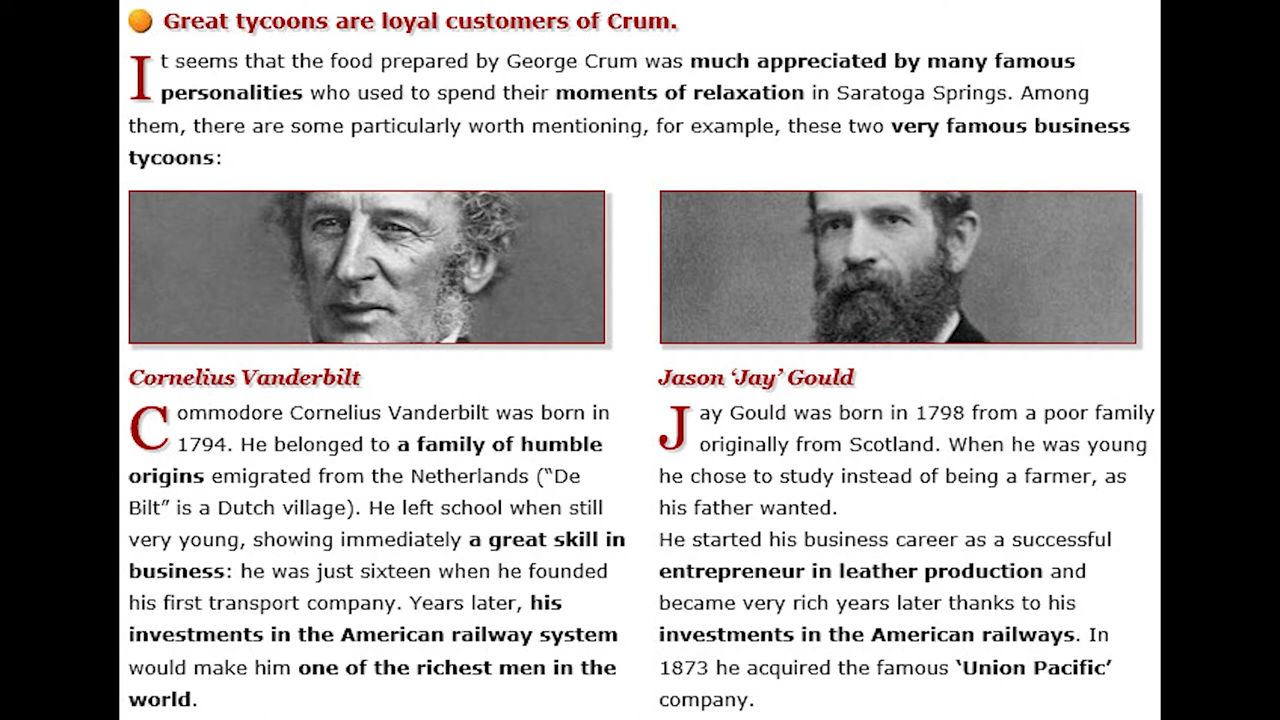 Great tycoons are loyal customers of Crum.
It seems that the food prepared by George Crum was much appreciated by many famous
personalities who used to spend their moments of relaxation in Saratoga Springs. Among
them, there are some particularly worth mentioning, for example, these two very famous business
tycoons:
Cornelius Vanderbilt
Commodore Cornelius Vanderbilt was born in
1794. He belonged to a family of humble
origins emigrated from the Netherlands (“De
Bilt” is a Dutch village). He left school when still
very young, showing immediately a great skill in
business: he was just sixteen when he founded
his first transport company. Years later, his
investments in the American railway system
would make him one of the richest men in the
world.
Jason ‘Jay’ Gould
Jay Gould was born in 1798 from a poor family
originally from Scotland. When he was young
he chose to study instead of being a farmer, as
his father wanted.
He started his business career as a successful
entrepreneur in leather production and
became very rich years later thanks to his
investments in the American railways. In
1873 he acquired the famous ‘Union Pacific’
company.